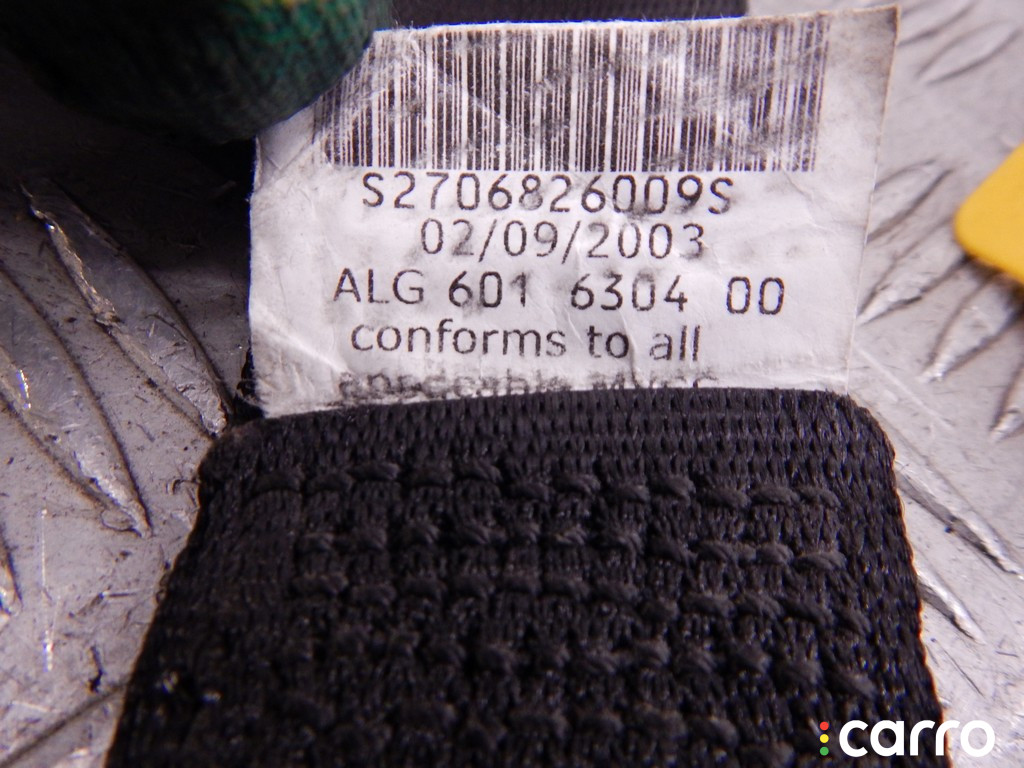 S2706826009S
02/09/2003
ALG 601 6304 00
conforms to all
carro